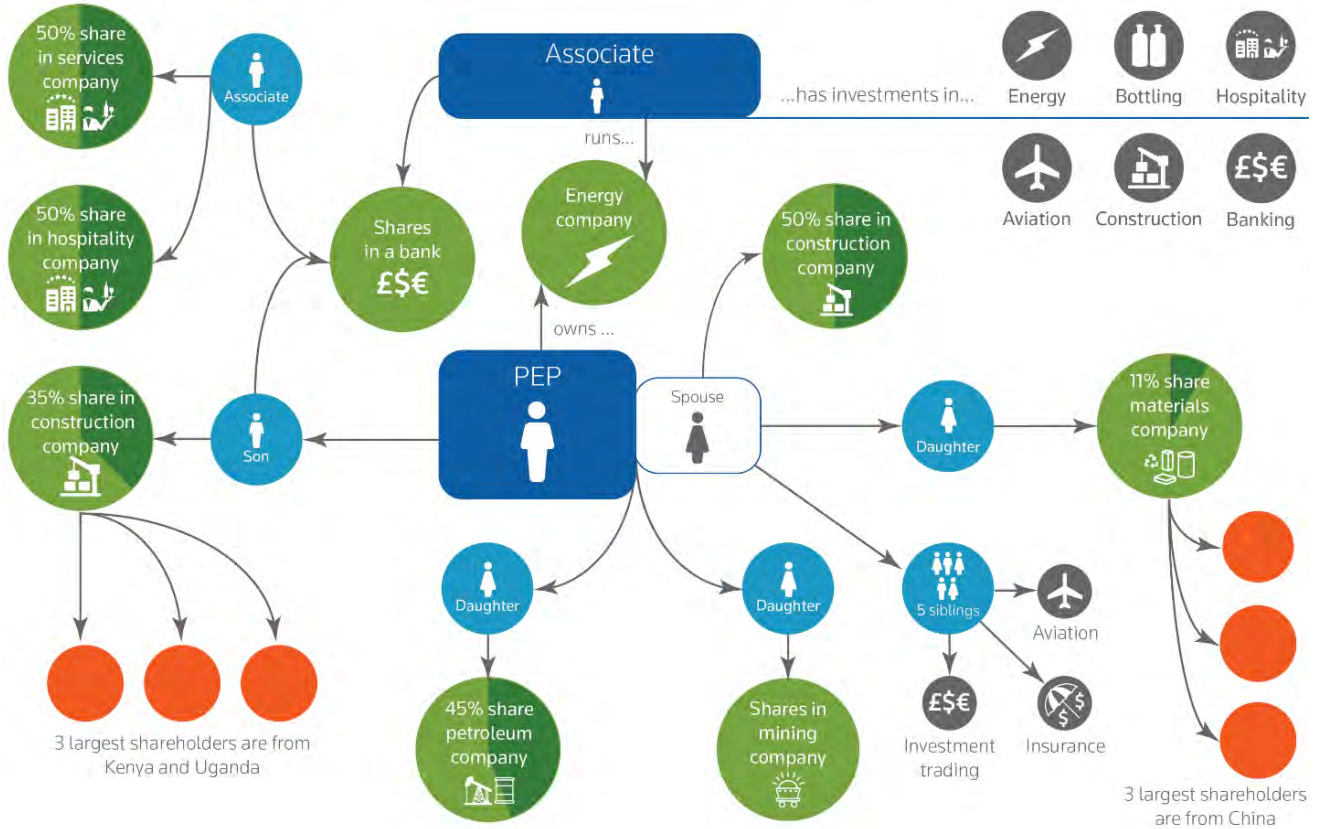 50% share
in services
company
Associate
Associate
...has investments in...
Energy
Bottling
Hospitality
runs...
Aviation
Construction
£$€
Banking
50% share
in hospitality
company
Shares
in a bank
£$€
Energy
company
50% share in
construction
company
owns ...
35% share in
construction
company
Son
PEP
Spouse
Daughter
11% share
materials
company
Daughter
Daughter
5 siblings
Aviation
3 largest shareholders are from
Kenya and Uganda
45% share
petroleum
company
Shares in
mining
company
£$€
Investment
trading
$
$
Insurance
3 largest shareholders
are from China